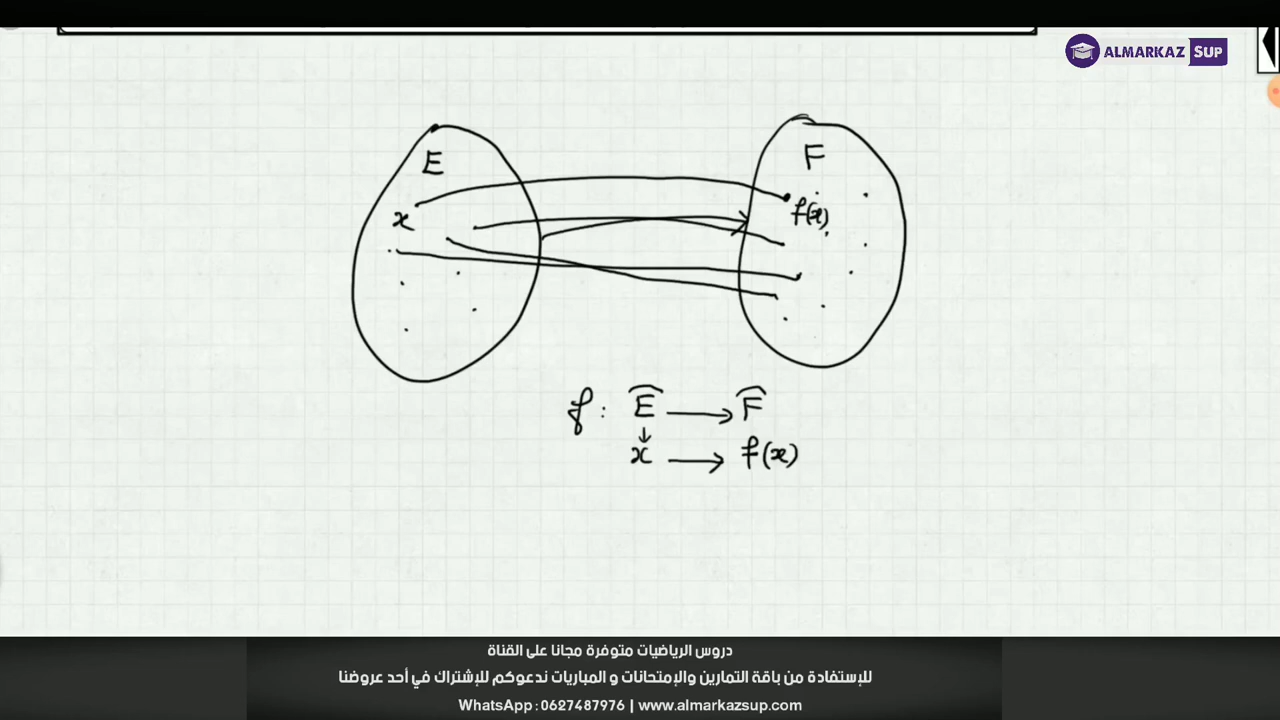 ALMARKAZ SUP
E
F
x
f(x)
f : E → F
x → f(x)
دروس الرياضيات متوفرة مجانا على القناة
للإستفادة من باقة التمارين والإمتحانات و المباريات ندعوكم للإشتراك في أحد عروضنا
WhatsApp : 0627487976 | www.almarkazsup.com